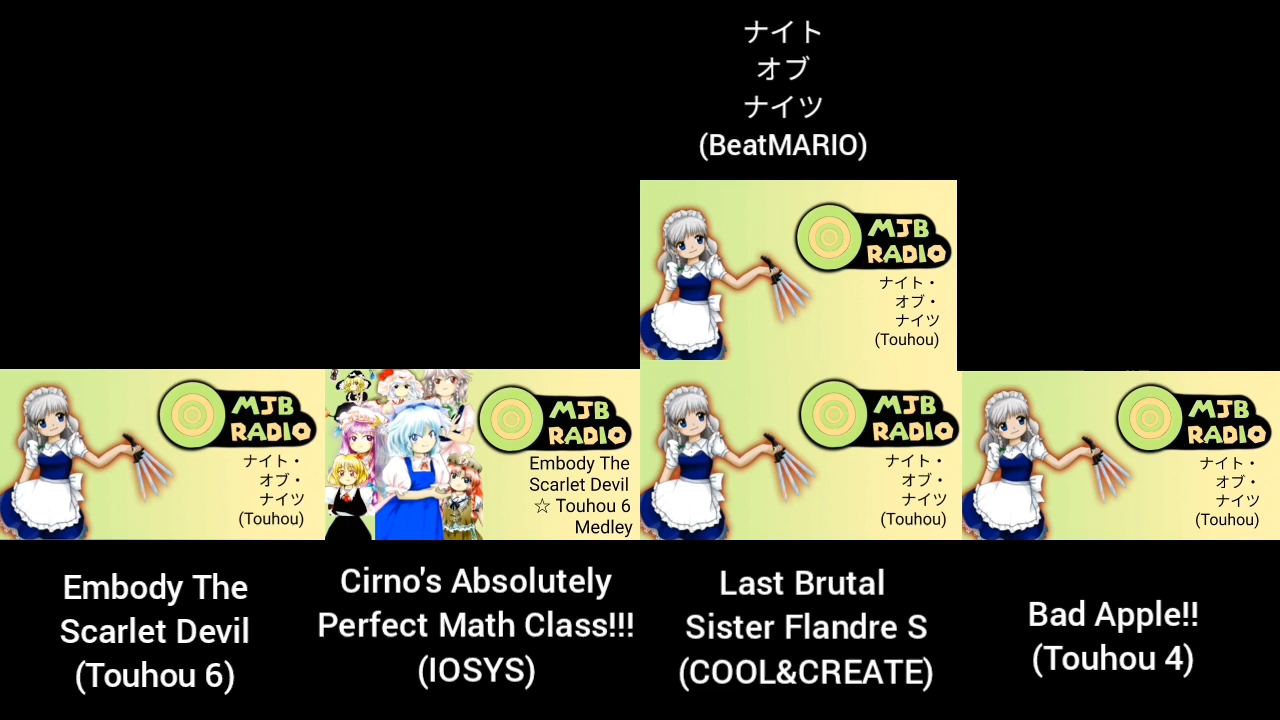 ナイト
オブ
ナイツ
(BeatMARIO)
MJB
RADIO
ナイト・
オブ・
ナイツ
(Touhou)
MJB
RADIO
ナイト・
オブ・
ナイツ
(Touhou)
MJB
RADIO
Embody The
Scarlet Devil
☆ Touhou 6
Medley
MJB
RADIO
ナイト・
オブ・
ナイツ
(Touhou)
MJB
RADIO
ナイト・
オブ・
ナイツ
(Touhou)
Embody The
Scarlet Devil
(Touhou 6)
Cirno's Absolutely
Perfect Math Class!!!
(IOSYS)
Last Brutal
Sister Flandre S
(COOL&CREATE)
Bad Apple!!
(Touhou 4)